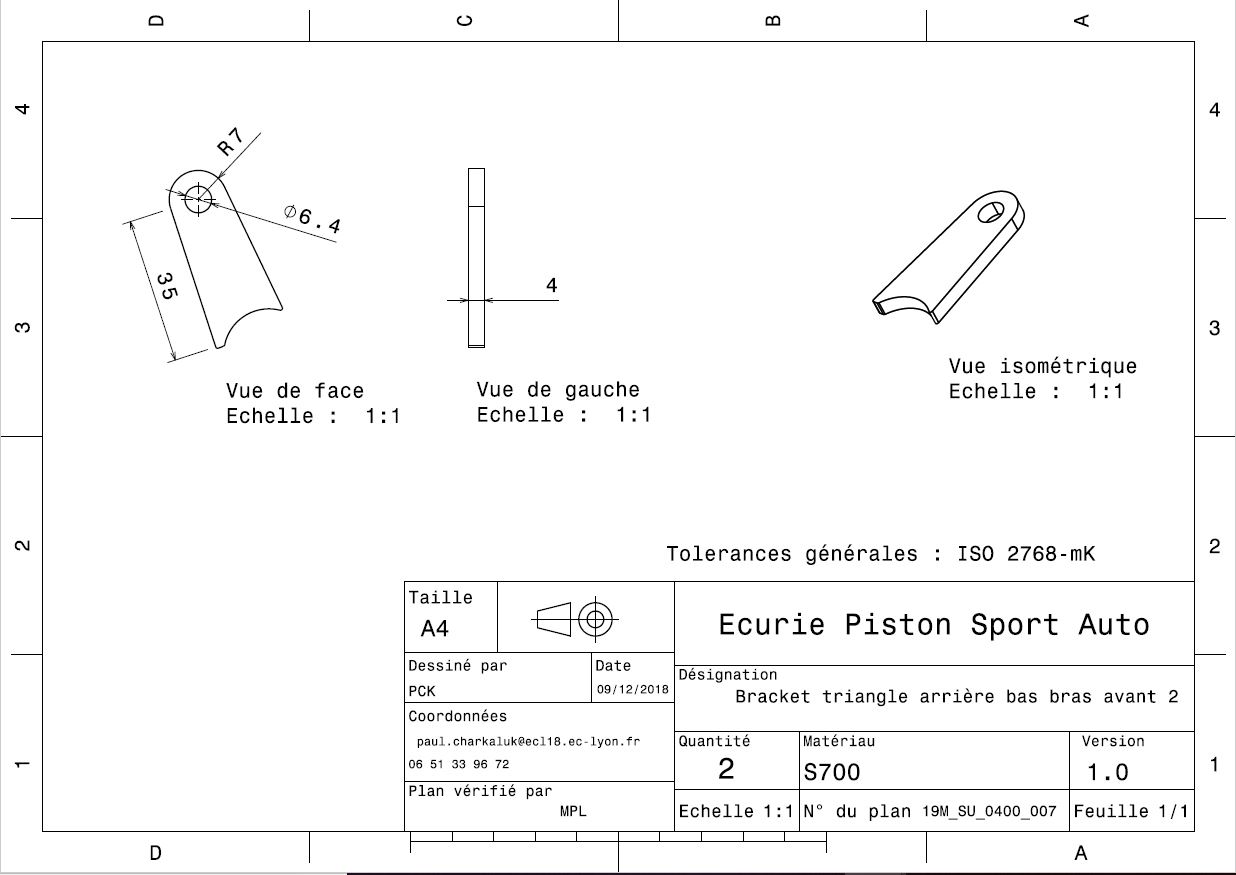 D C B A
4
4
R7
⌀6.4
35
4
3
3
Vue de face
Echelle : 1:1
Vue de gauche
Echelle : 1:1
Vue isométrique
Echelle : 1:1
2
2
Tolerances générales : ISO 2768-mK
Taille
A4
Ecurie Piston Sport Auto
Dessiné par
PCK
Date
09/12/2018
Désignation
Bracket triangle arrière bas bras avant 2
Coordonnées
paul.charkaluk@ecl18.ec-lyon.fr
06 51 33 96 72
Quantité
2
Matériau
S700
Version
1.0
1
1
Plan vérifié par
MPL
Echelle 1:1
N° du plan 19M_SU_0400_007
Feuille 1/1
D A